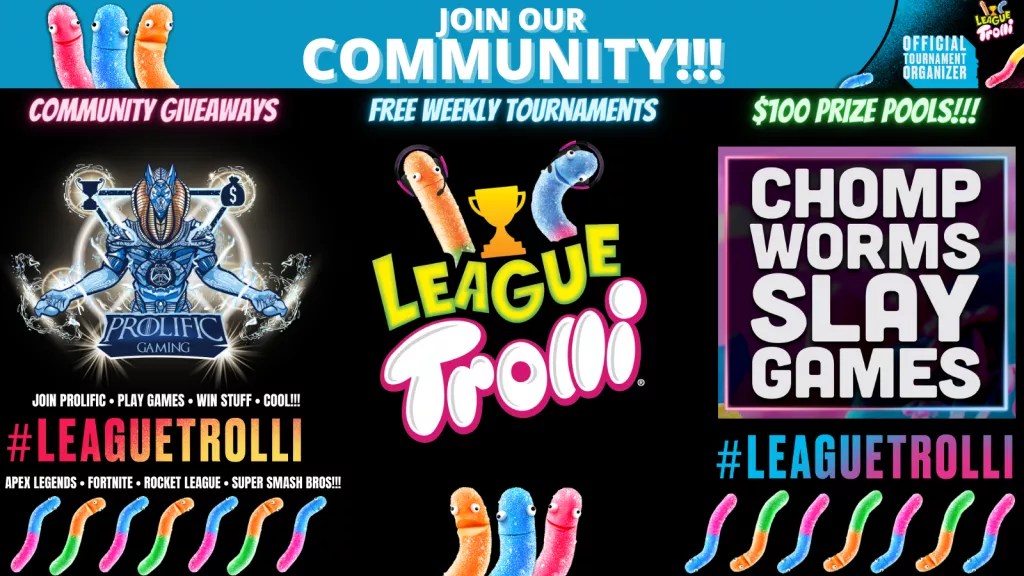 JOIN OUR
COMMUNITY!!!
LEAGUE
Trolli
OFFICIAL
TOURNAMENT
ORGANIZER
COMMUNITY GIVEAWAYS
FREE WEEKLY TOURNAMENTS
$100 PRIZE POOLS!!!
$
PROLIFIC
GAMING
LEAGUE
Trolli®
CHOMP
WORMS
SLAY
GAMES
JOIN PROLIFIC • PLAY GAMES • WIN STUFF • COOL!!!
#LEAGUETROLLI
APEX LEGENDS • FORTNITE • ROCKET LEAGUE • SUPER SMASH BROS!!!
#LEAGUETROLLI